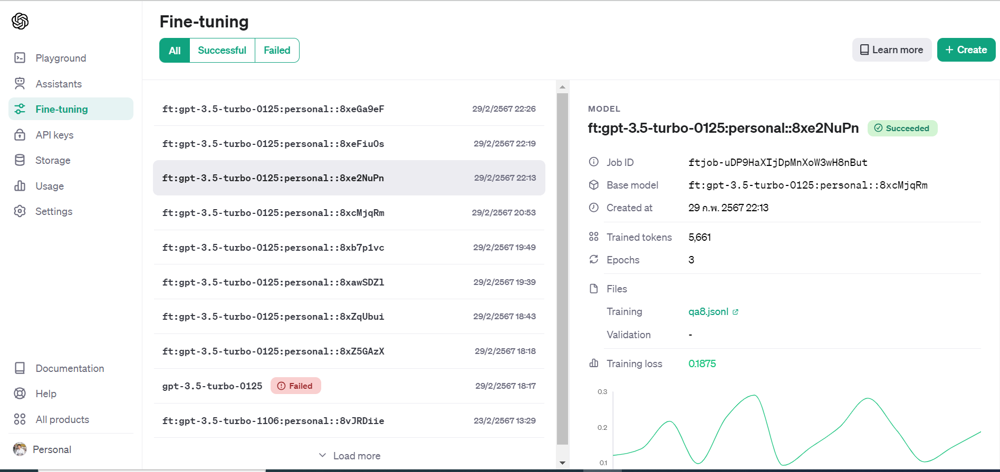 Fine-tuning
All
Successful
Failed
Learn more
+ Create
Playground
Assistants
Fine-tuning
API keys
Storage
Usage
Settings
Documentation
Help
All products
Personal
ft:gpt-3.5-turbo-0125:personal::8xeGa9eF 29/2/2567 22:26
ft:gpt-3.5-turbo-0125:personal::8xeFiuOs 29/2/2567 22:19
ft:gpt-3.5-turbo-0125:personal::8xe2NuPn 29/2/2567 22:13
ft:gpt-3.5-turbo-0125:personal::8xcMjqRm 29/2/2567 20:53
ft:gpt-3.5-turbo-0125:personal::8xb7p1vc 29/2/2567 19:49
ft:gpt-3.5-turbo-0125:personal::8xawSDZl 29/2/2567 19:39
ft:gpt-3.5-turbo-0125:personal::8xZqUbui 29/2/2567 18:43
ft:gpt-3.5-turbo-0125:personal::8xZ5GAzX 29/2/2567 18:18
gpt-3.5-turbo-0125 Failed 29/2/2567 18:17
ft:gpt-3.5-turbo-1106:personal::8vJRDiie 23/2/2567 13:29
Load more
MODEL
ft:gpt-3.5-turbo-0125:personal::8xe2NuPn Succeeded
Job ID ftjob-uDP9HaXIjDpMnXoW3wH8nBut
Base model ft:gpt-3.5-turbo-0125:personal::8xcMjqRm
Created at 29 ก.พ. 2567 22:13
Trained tokens 5,661
Epochs 3
Files
Training qa8.jsonl
Validation -
Training loss 0.1875
0.3
0.2
0.1